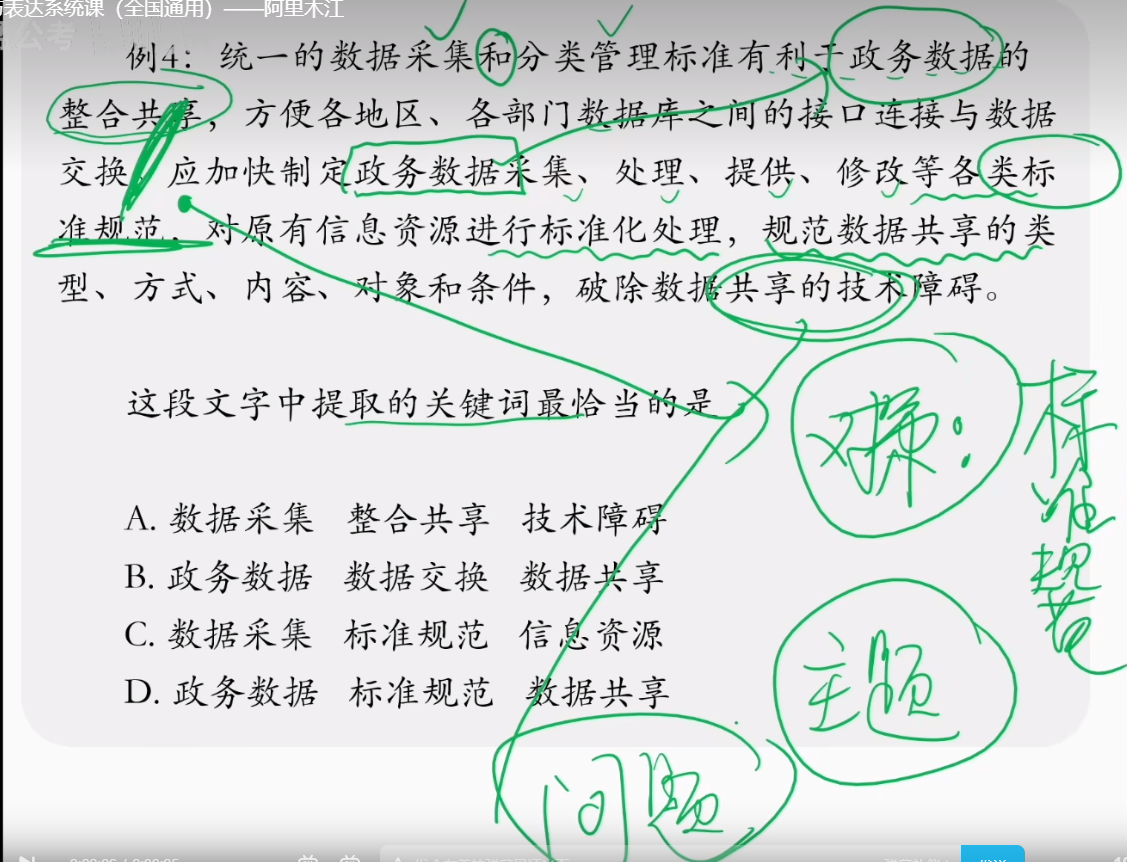 表达系统课（全国通用）——阿里木江
公考
例4：统一的数据采集和分类管理标准有利于政务数据的
整合共享，方便各地区、各部门数据库之间的接口连接与数据
交换。应加快制定政务数据采集、处理、提供、修改等各类标
准规范，对原有信息资源进行标准化处理，规范数据共享的类
型、方式、内容、对象和条件，破除数据共享的技术障碍。
这段文字中提取的关键词最恰当的是
对策：
标准规范
A. 数据采集 整合共享 技术障碍
B. 政务数据 数据交换 数据共享
C. 数据采集 标准规范 信息资源
D. 政务数据 标准规范 数据共享
主题
问题